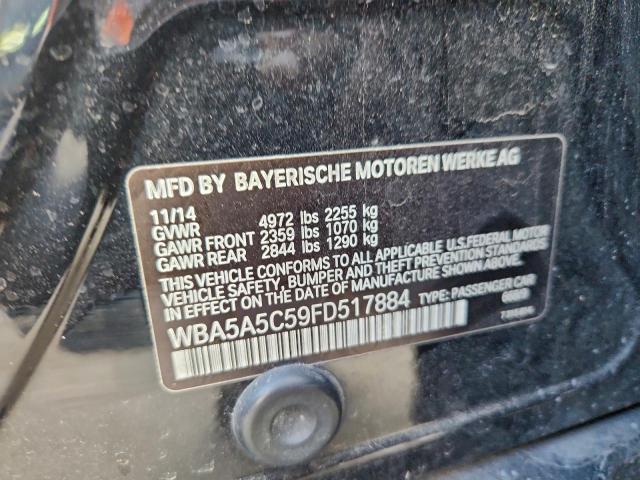 MFD BY BAYERISCHE MOTOREN WERKE AG
11/14
GVWR 4972 lbs 2255 kg
GAWR FRONT 2359 lbs 1070 kg
GAWR REAR 2844 lbs 1290 kg
THIS VEHICLE CONFORMS TO ALL APPLICABLE U.S. FEDERAL MOTOR
VEHICLE SAFETY, BUMPER, AND THEFT PREVENTION STANDARDS
IN EFFECT ON THE DATE OF MANUFACTURE SHOWN ABOVE.
WBA5A5C59FD517884 TYPE: PASSENGER CAR